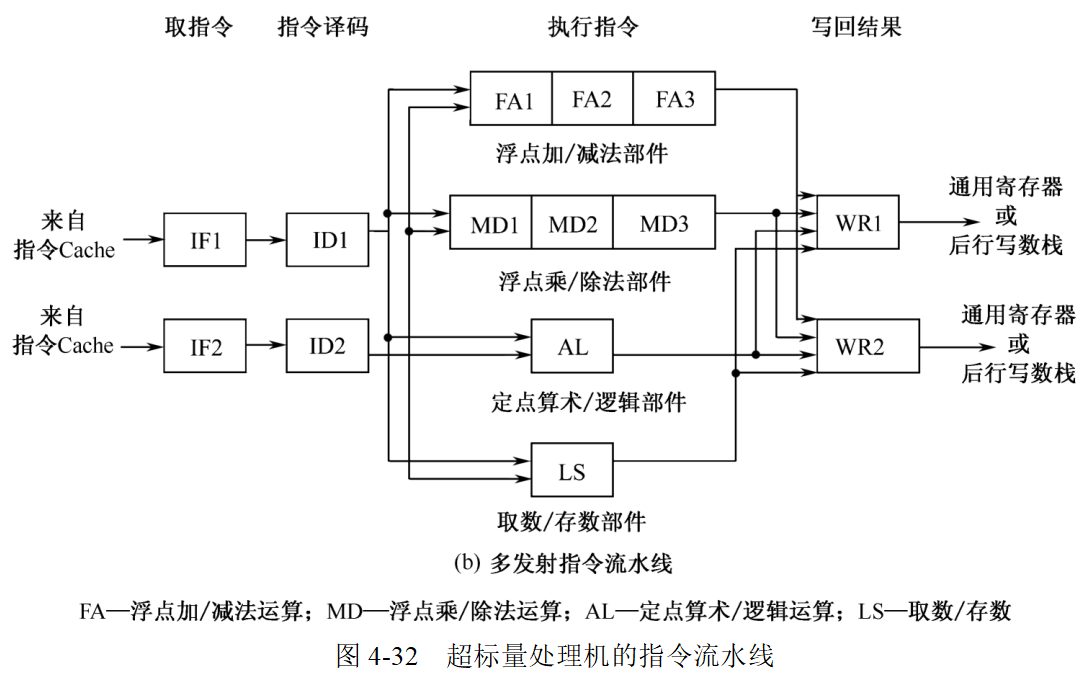 取指令 指令译码 执行指令 写回结果
FA1 FA2 FA3
浮点加/减法部件
来自
指令Cache
IF1 ID1
MD1 MD2 MD3
WR1
通用寄存器
或
后行写数栈
浮点乘/除法部件
来自
指令Cache
IF2 ID2
AL
WR2
通用寄存器
或
后行写数栈
定点算术/逻辑部件
LS
取数/存数部件
(b) 多发射指令流水线
FA—浮点加/减法运算；MD—浮点乘/除法运算；AL—定点算术/逻辑运算；LS—取数/存数
图 4-32 超标量处理机的指令流水线